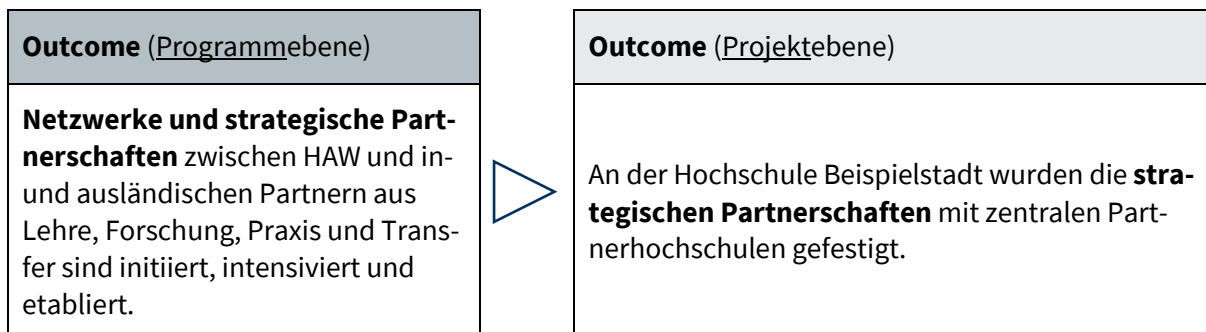 Outcome (Programmebene)
Netzwerke und strategische Part-
nerschaften zwischen HAW und in-
und ausländischen Partnern aus
Lehre, Forschung, Praxis und Trans-
fer sind initiiert, intensiviert und
etabliert.
Outcome (Projektebene)
An der Hochschule Beispielstadt wurden die stra-
tegischen Partnerschaften mit zentralen Part-
nerhochschulen gefestigt.